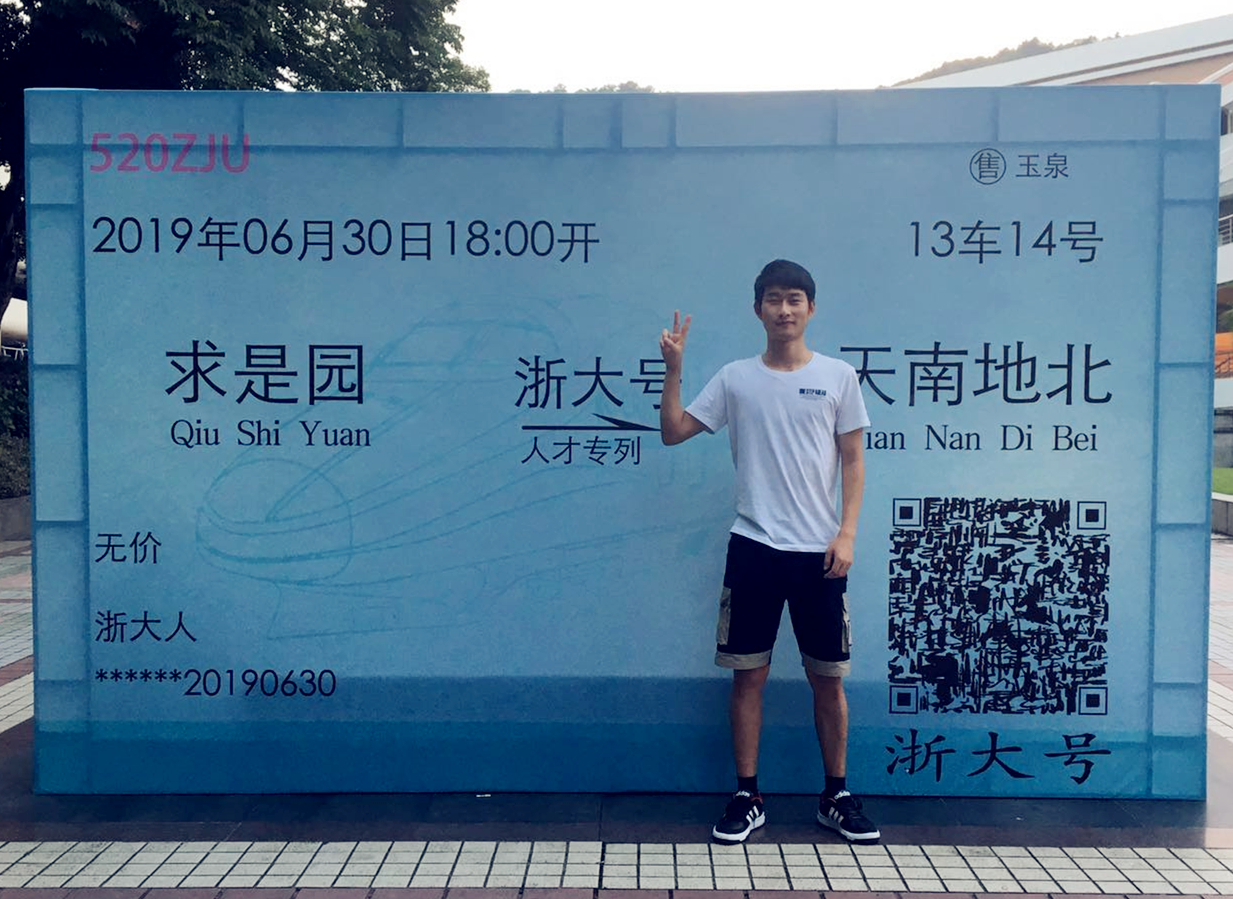 520ZJU
售 玉泉
2019年06月30日18:00开
13车14号
求是园
浙大号
天南地北
Qiu Shi Yuan
ian Nan Di Bei
人才专列
无价
浙大人
******20190630
浙大号